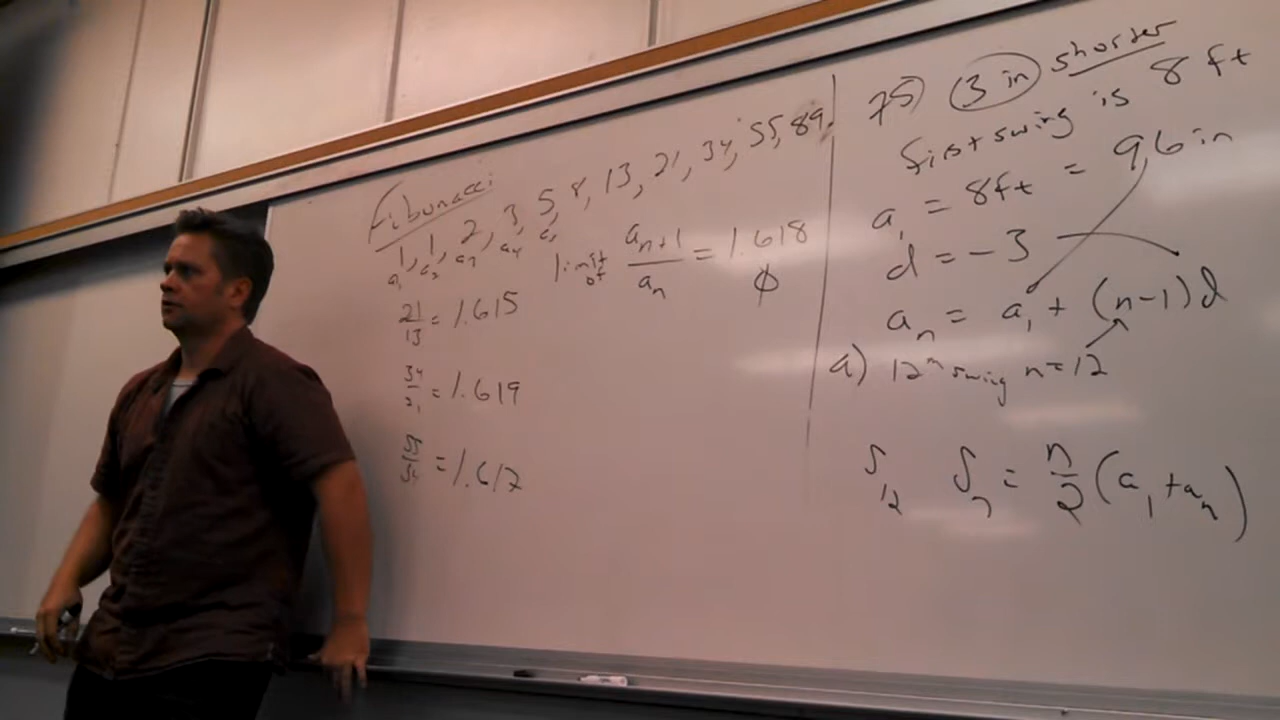 Fibonacci
1, 1, 2, 3, 5, 8, 13, 21, 34, 55, 89,
a1 a2 a3 a4 a5
limit of an+1/an = 1.618
ϕ
21/13 = 1.615
34/21 = 1.619
55/34 = 1.617
75) 3 in shorter
first swing is 8 ft
a1 = 8ft = 96 in
d = -3
an = a1 + (n-1)d
a) 12th swing n=12
S12 Sn = n/2 (a1 + an)